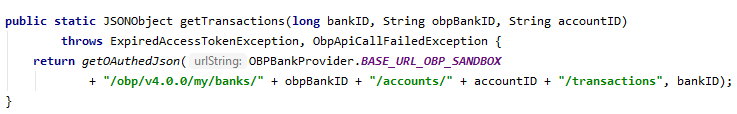 public static JSONObject getTransactions(long bankID, String obpBankID, String accountID)
        throws ExpiredAccessTokenException, ObpApiCallFailedException {
    return getOAuthedJson( urlString: OBPBankProvider.BASE_URL_OBP_SANDBOX
            + "/obp/v4.0.0/my/banks/" + obpBankID + "/accounts/" + accountID + "/transactions", bankID);
}